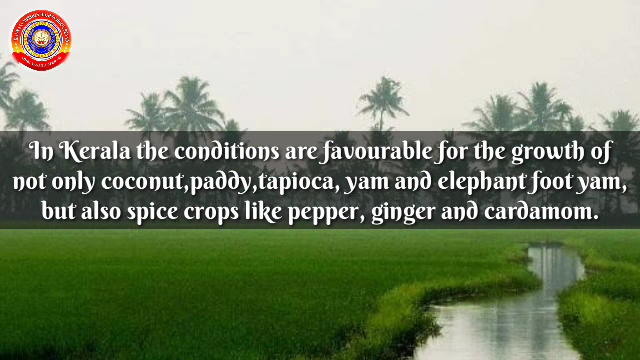 In Kerala the conditions are favourable for the growth of
not only coconut,paddy,tapioca, yam and elephant foot yam,
but also spice crops like pepper, ginger and cardamom.